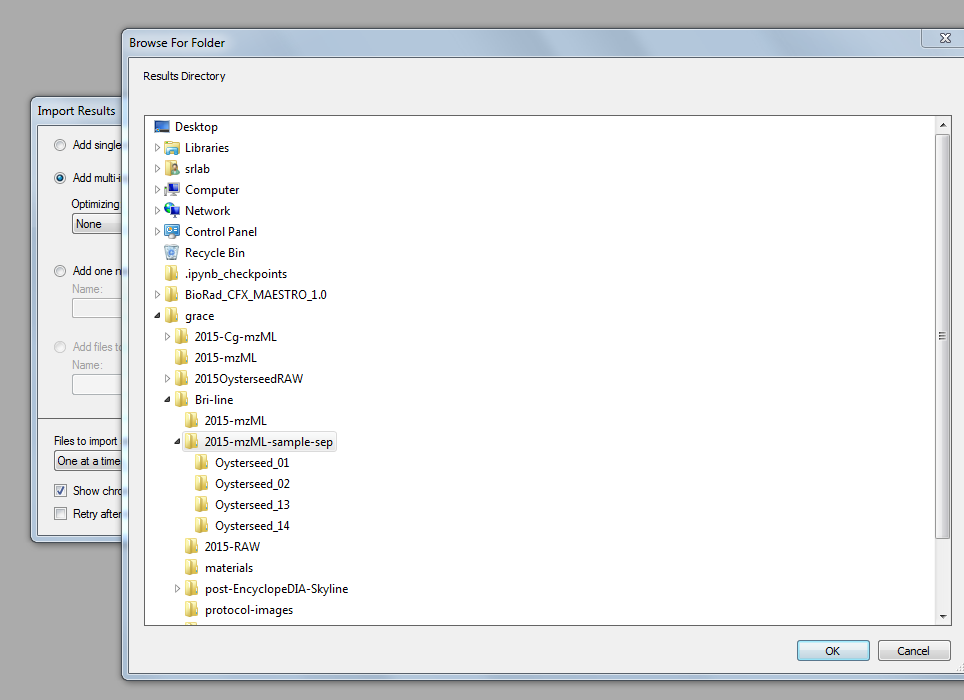 Browse For Folder
Results Directory
Import Results
Add single
Add multi-i
Optimizing
None
Add one n
Name:
Add files to
Name:
Files to import
One at a time
Show chro
Retry after
Desktop
Libraries
srlab
Computer
Network
Control Panel
Recycle Bin
.ipynb_checkpoints
BioRad_CFX_MAESTRO_1.0
grace
2015-Cg-mzML
2015-mzML
2015OysterseedRAW
Bri-line
2015-mzML
2015-mzML-sample-sep
Oysterseed_01
Oysterseed_02
Oysterseed_13
Oysterseed_14
2015-RAW
materials
post-EncyclopeDIA-Skyline
protocol-images
OK
Cancel